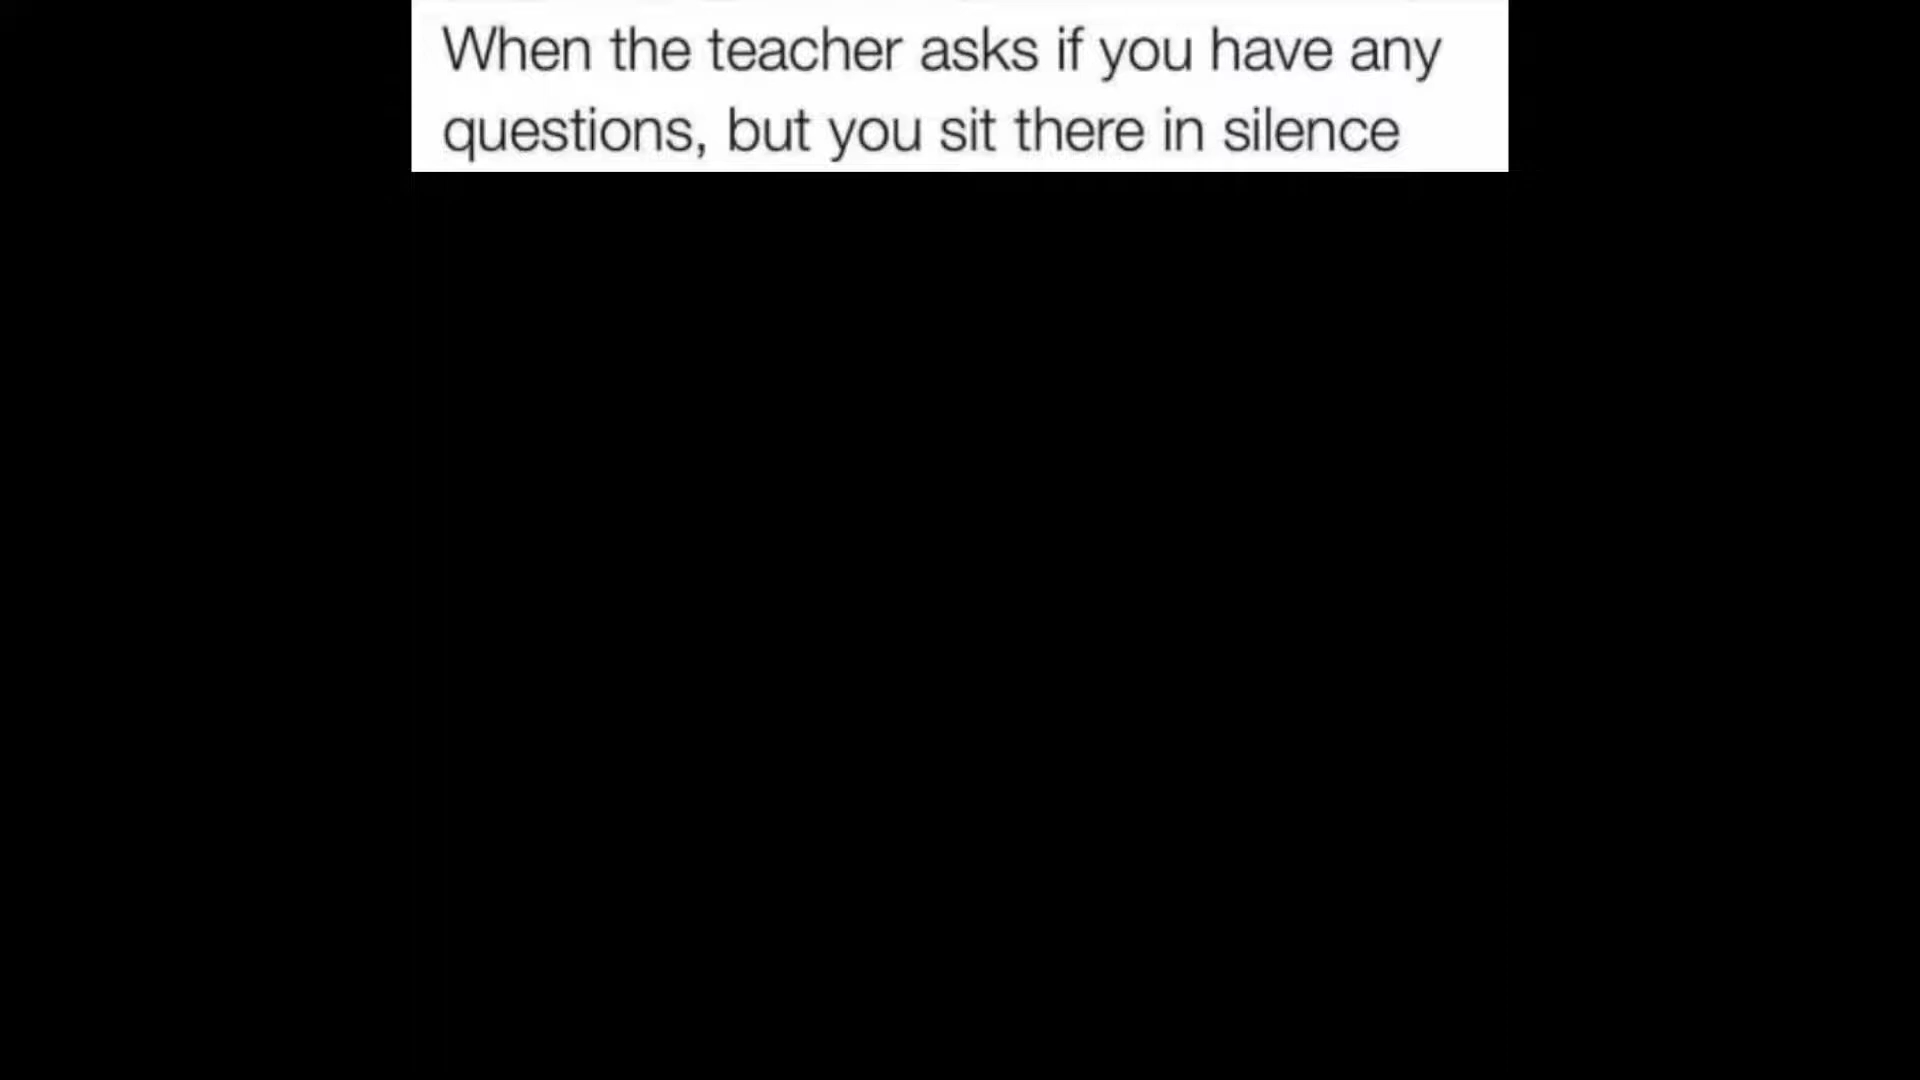 When the teacher asks if you have any
questions, but you sit there in silence